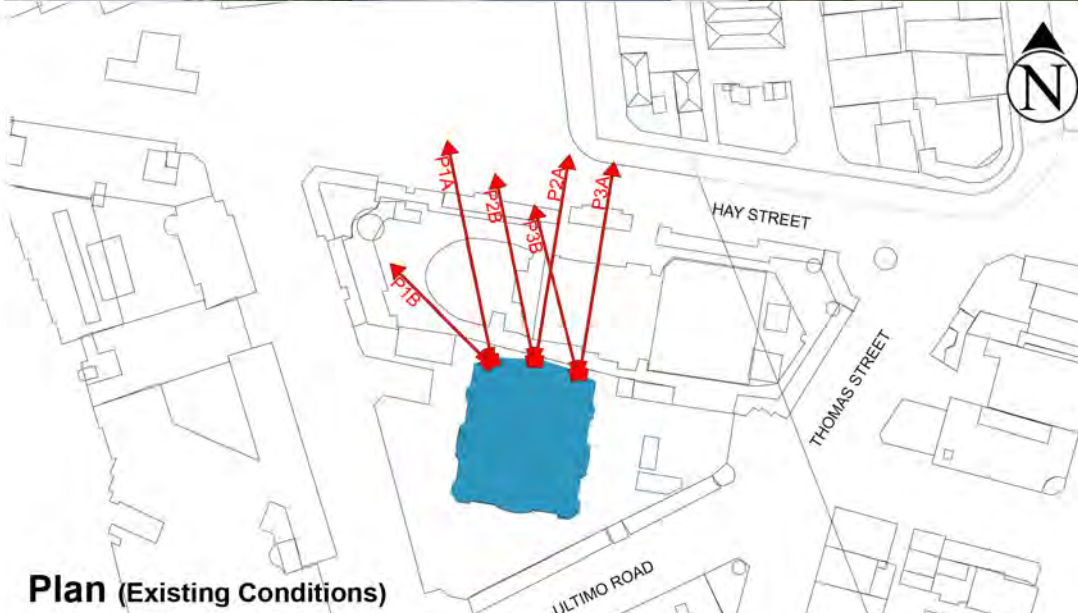 N
P1A
P2B
P2A
P3A
P3B
P1B
HAY STREET
THOMAS STREET
ULTIMO ROAD
Plan (Existing Conditions)